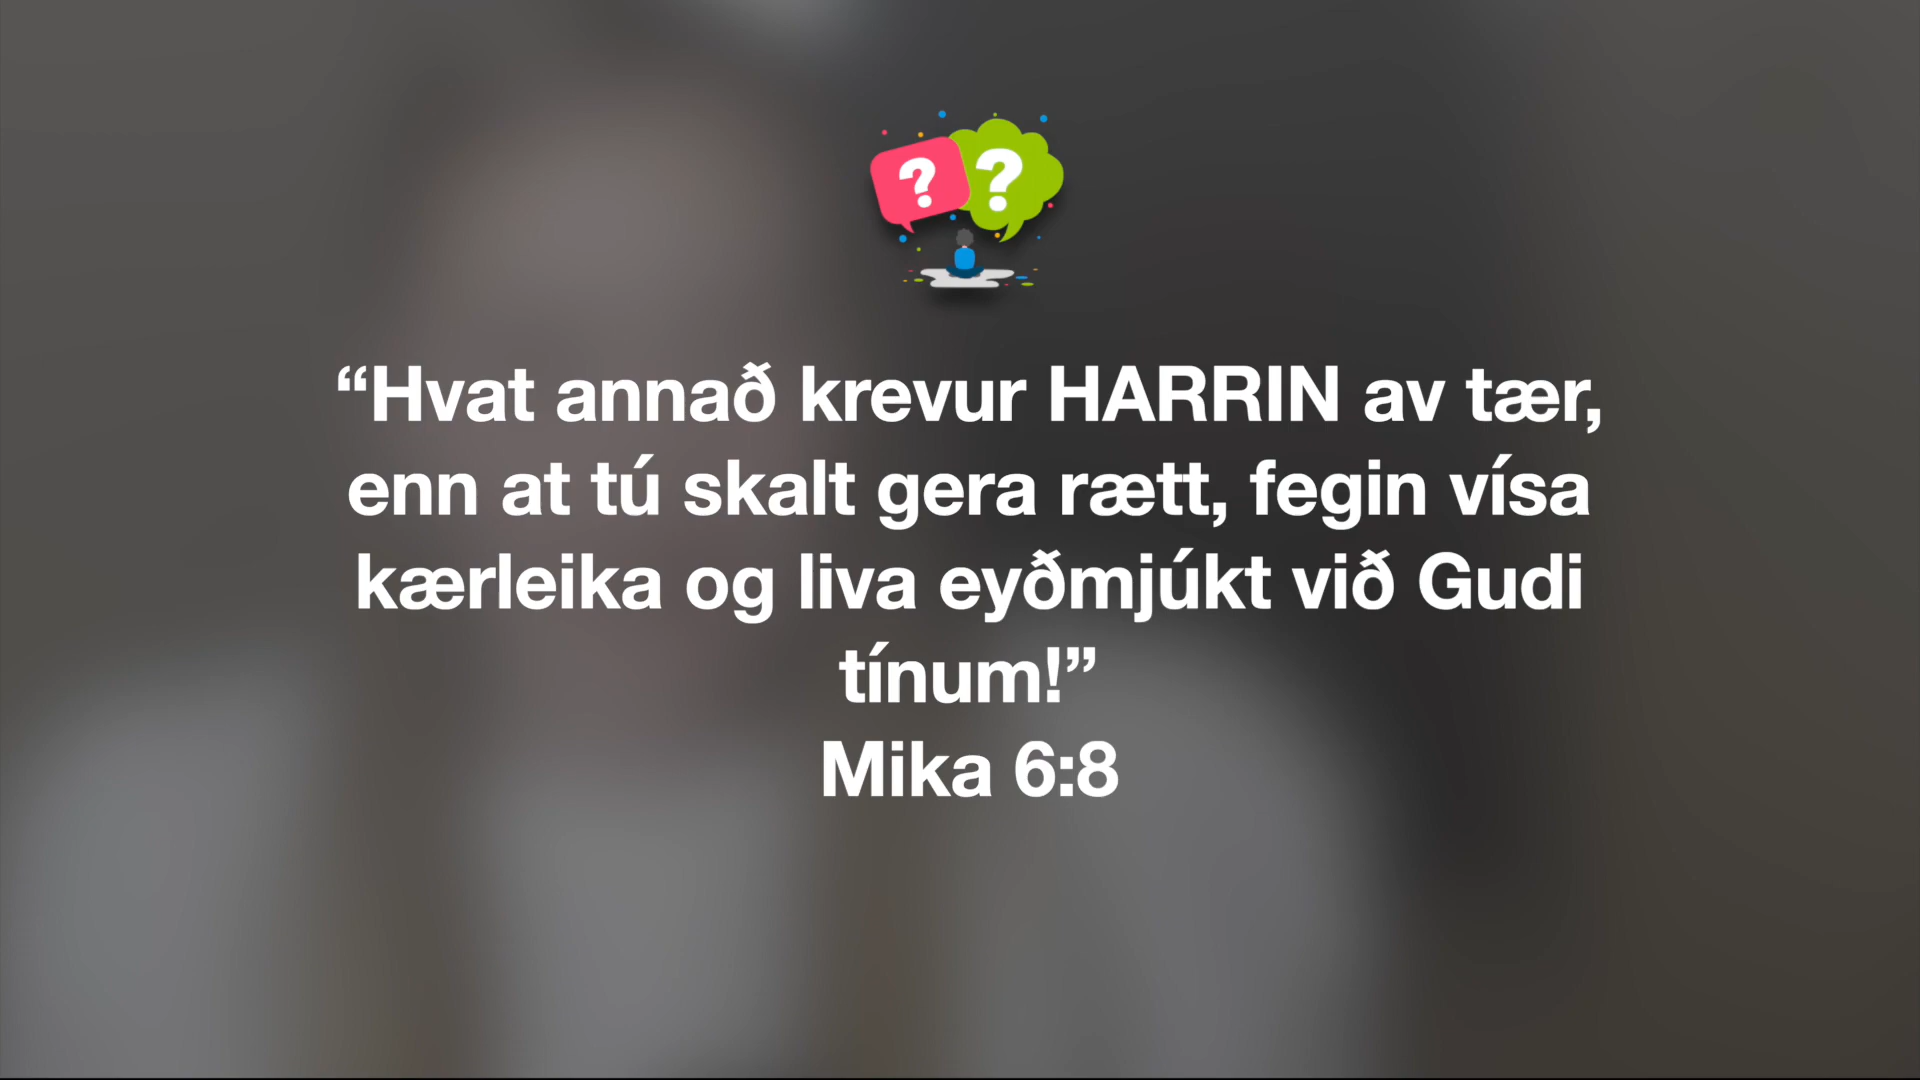 “Hvat annað krevur HARRIN av tær,
enn at tú skalt gera rætt, fegin vísa
kærleika og liva eyðmjúkt við Gudi
tínum!”
Mika 6:8